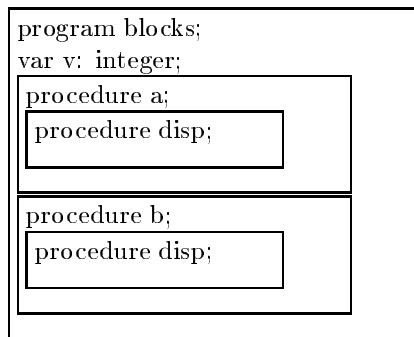 program blocks;
var v: integer;
procedure a;
procedure disp;
procedure b;
procedure disp;